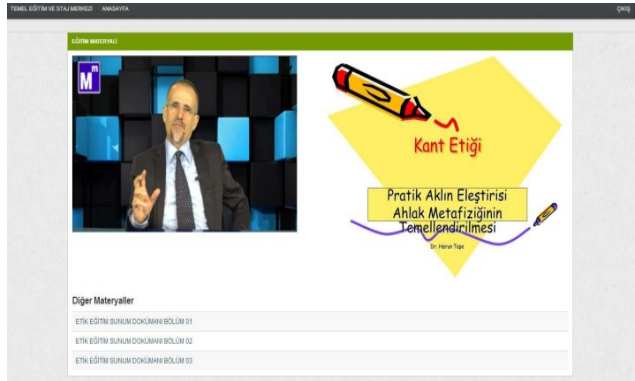 TEMEL EĞİTİM VE STAJ MERKEZİ ANASAYFA ÇIKIŞ
EĞİTİM MATERYALİ
Mm
Kant Etiği
Pratik Aklın Eleştirisi
Ahlak Metafiziğinin
Temellendirilmesi
Dr. Harun Tepe
Diğer Materyaller
ETİK EĞİTİM SUNUM DOKÜMANI BÖLÜM 01
ETİK EĞİTİM SUNUM DOKÜMANI BÖLÜM 02
ETİK EĞİTİM SUNUM DOKÜMANI BÖLÜM 03